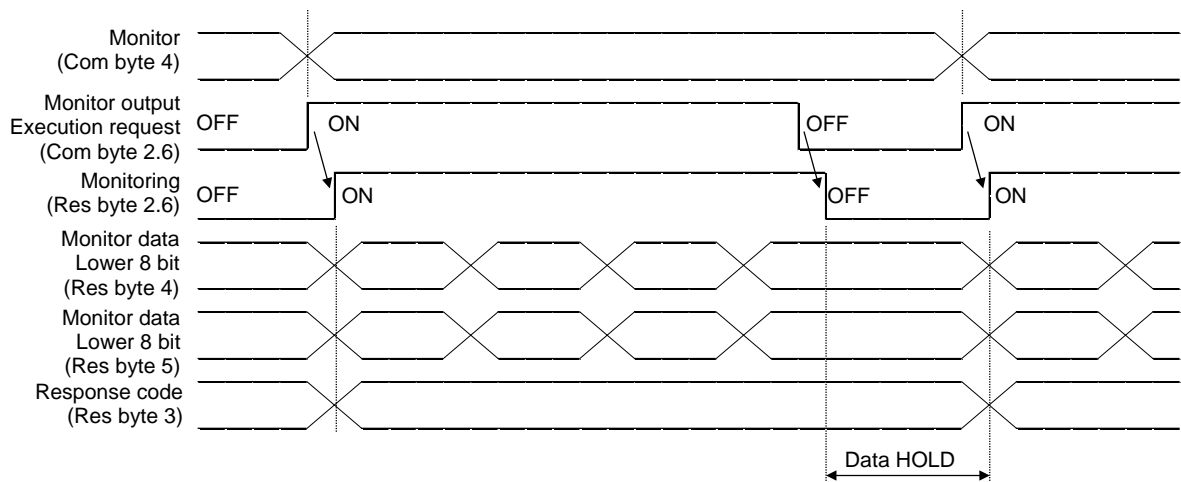 Monitor
(Com byte 4)
Monitor output
Execution request
(Com byte 2.6)
OFF
ON
OFF
ON
Monitoring
(Res byte 2.6)
OFF
ON
OFF
ON
Monitor data
Lower 8 bit
(Res byte 4)
Monitor data
Lower 8 bit
(Res byte 5)
Response code
(Res byte 3)
Data HOLD